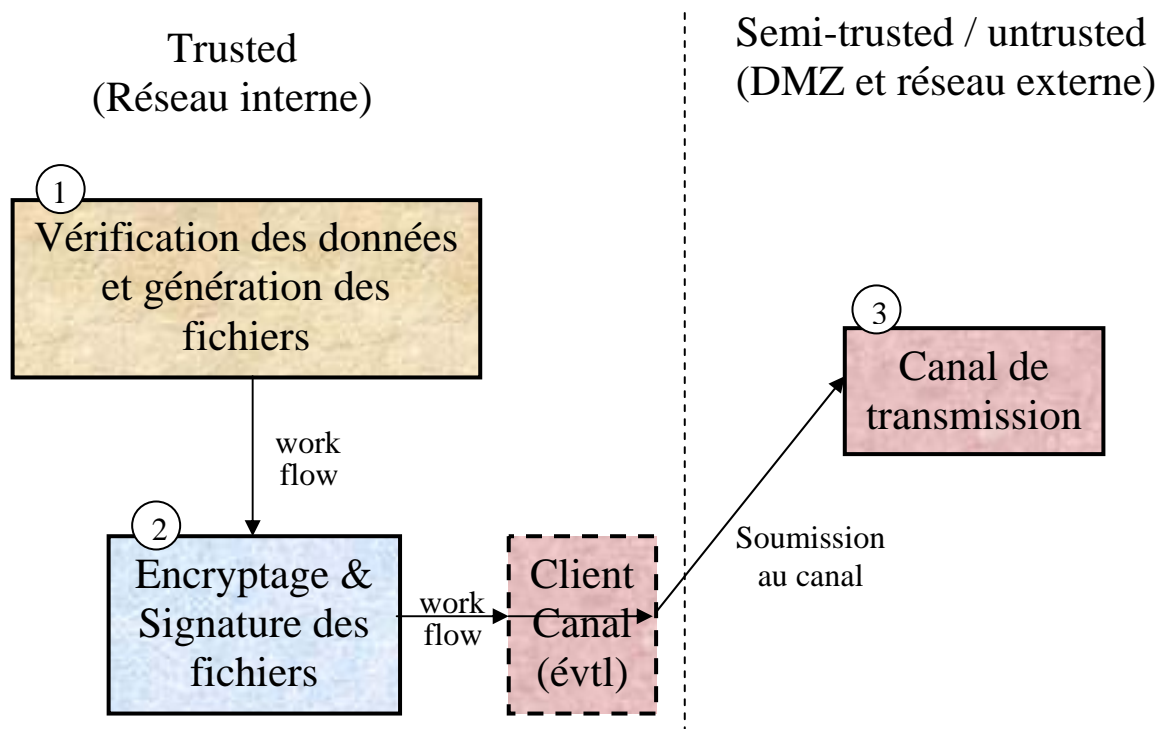 Trusted
(Réseau interne)
Semi-trusted / untrusted
(DMZ et réseau externe)
1
Vérification des données
et génération des
fichiers
work
flow
2
Encryptage &
Signature des
fichiers
work
flow
Client
Canal
(évtl)
Soumission
au canal
3
Canal de
transmission